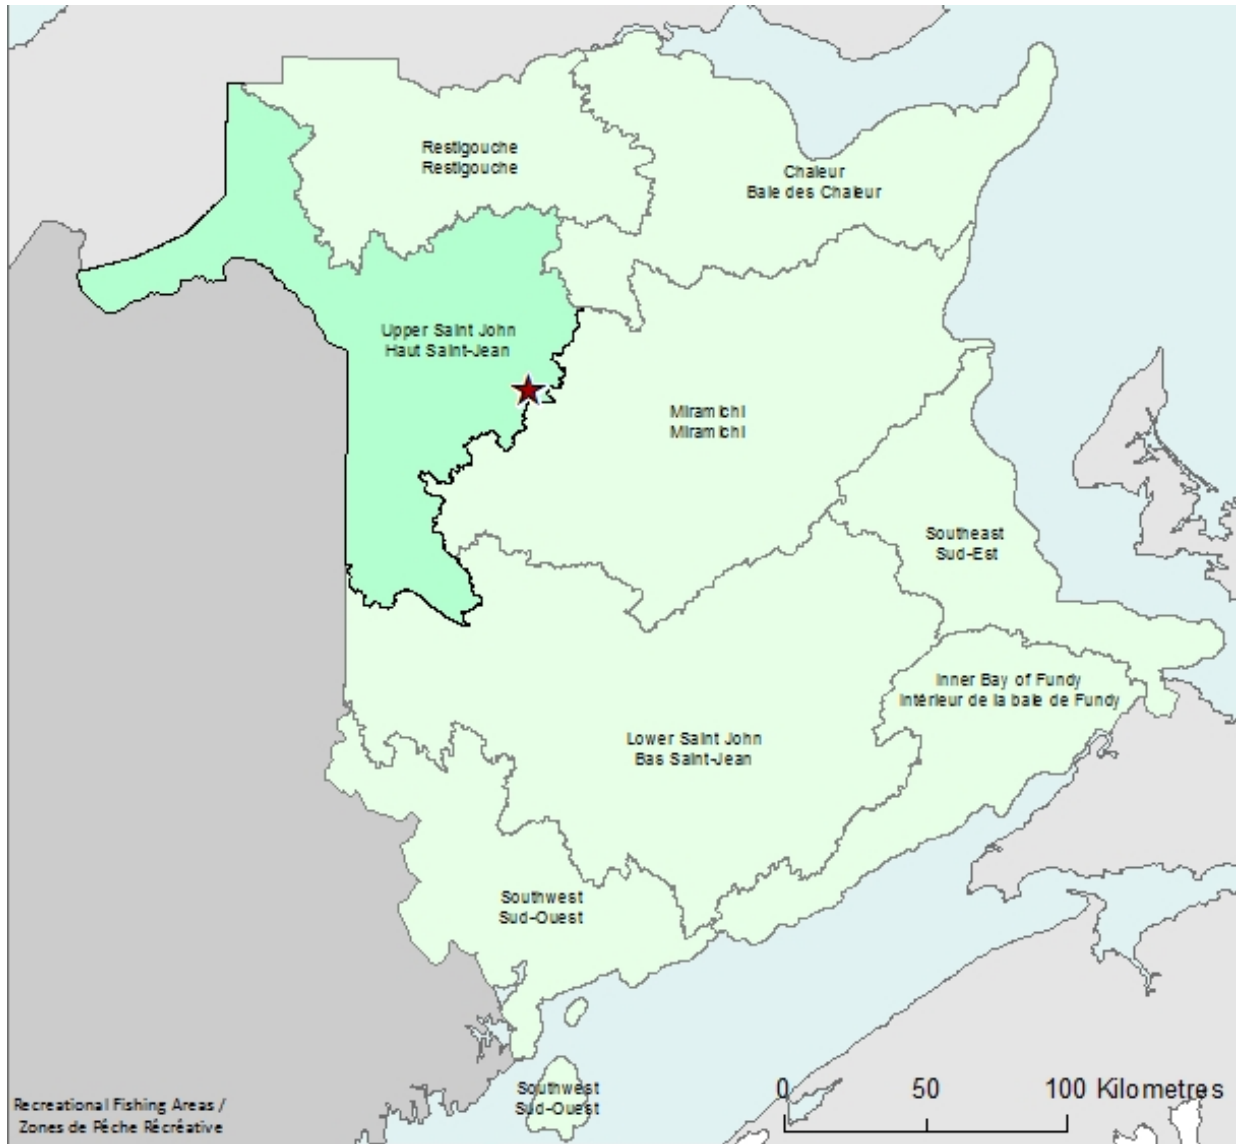 Restigouche
Restigouche
Chaleur
Baie des Chaleur
Upper Saint John
Haut Saint-Jean
Miramichi
Miramichi
Southeast
Sud-Est
Inner Bay of Fundy
Intérieur de la baie de Fundy
Lower Saint John
Bas Saint-Jean
Southwest
Sud-Ouest
Southwest
Sud-Ouest
0 50 100 Kilometres
Recreational Fishing Areas /
Zones de Pêche Récréative